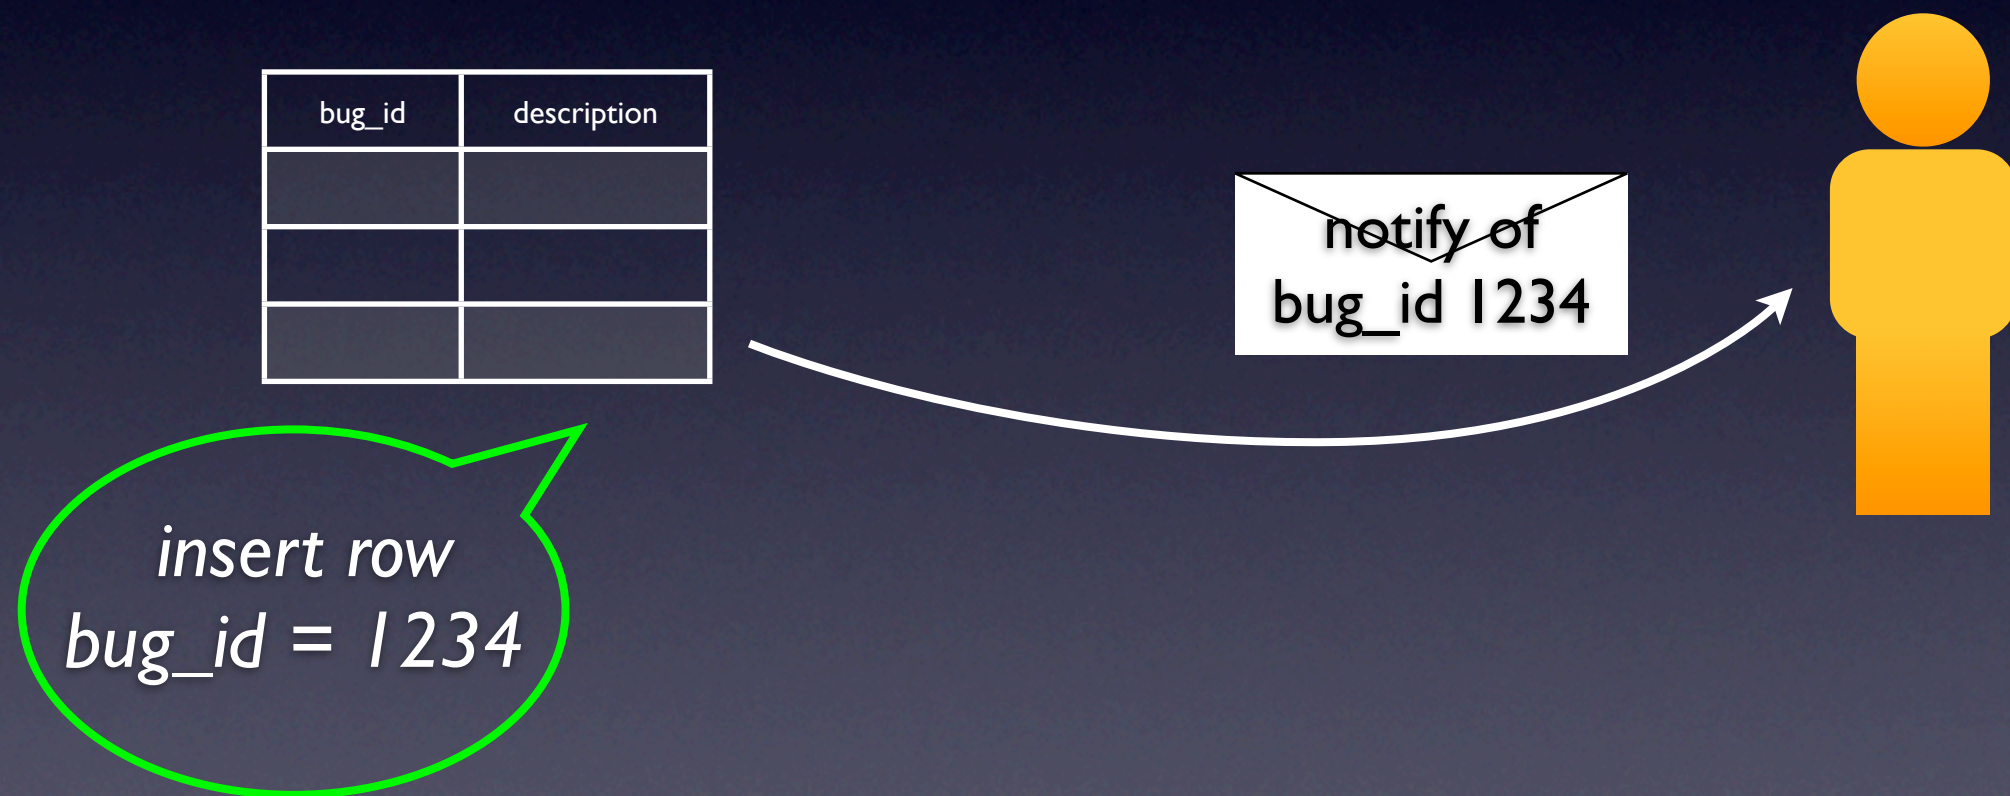 bug_id description
notify of
bug_id 1234
insert row
bug_id = 1234